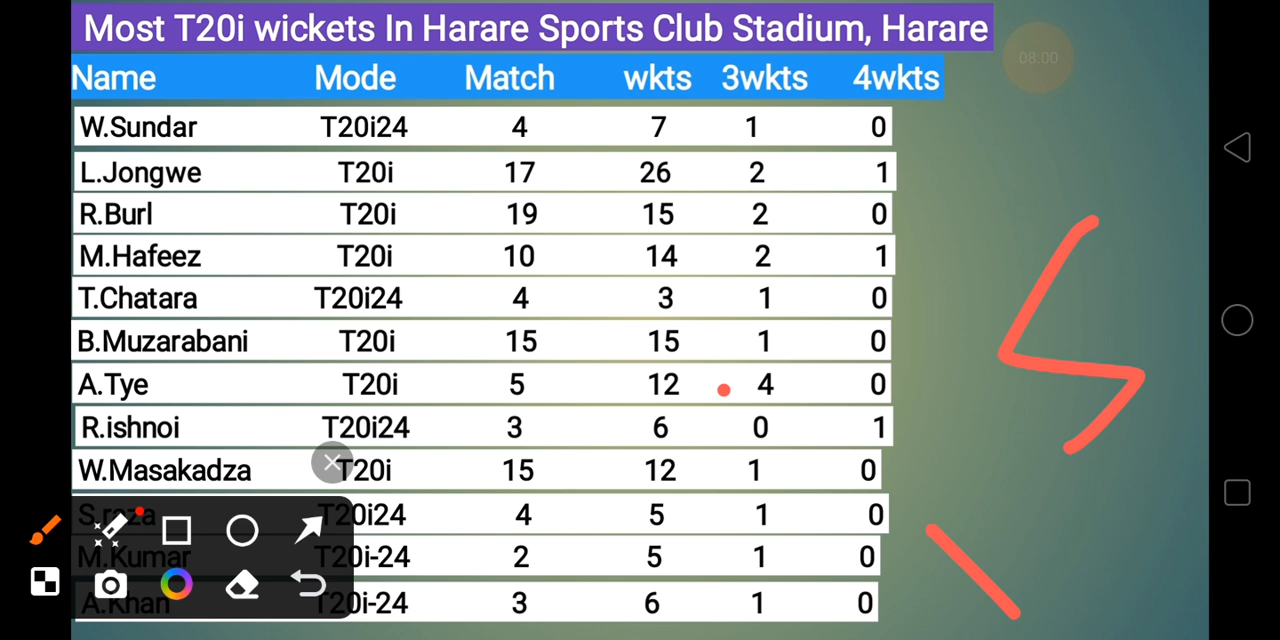 Most T20i wickets In Harare Sports Club Stadium, Harare
08:00
Name Mode Match wkts 3wkts 4wkts
W.Sundar T20i24 4 7 1 0
L.Jongwe T20i 17 26 2 1
R.Burl T20i 19 15 2 0
M.Hafeez T20i 10 14 2 1
T.Chatara T20i24 4 3 1 0
B.Muzarabani T20i 15 15 1 0
A.Tye T20i 5 12 4 0
R.ishnoi T20i24 3 6 0 1
W.Masakadza T20i 15 12 1 0
S.raza T20i24 4 5 1 0
M.Kumar T20i-24 2 5 1 0
A.Khan T20i-24 3 6 1 0